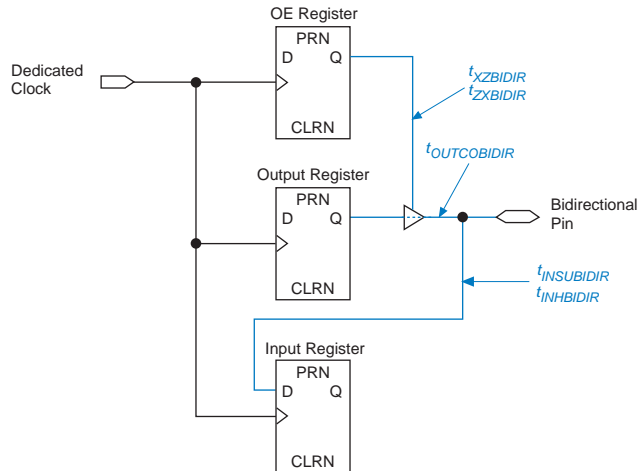 OE Register
PRN
D Q
CLRN
Dedicated
Clock
tXZBIDIR
tZXBIDIR
tOUTCOBIDIR
Output Register
PRN
D Q
CLRN
Bidirectional
Pin
tINSUBIDIR
tINHBIDIR
Input Register
PRN
D Q
CLRN